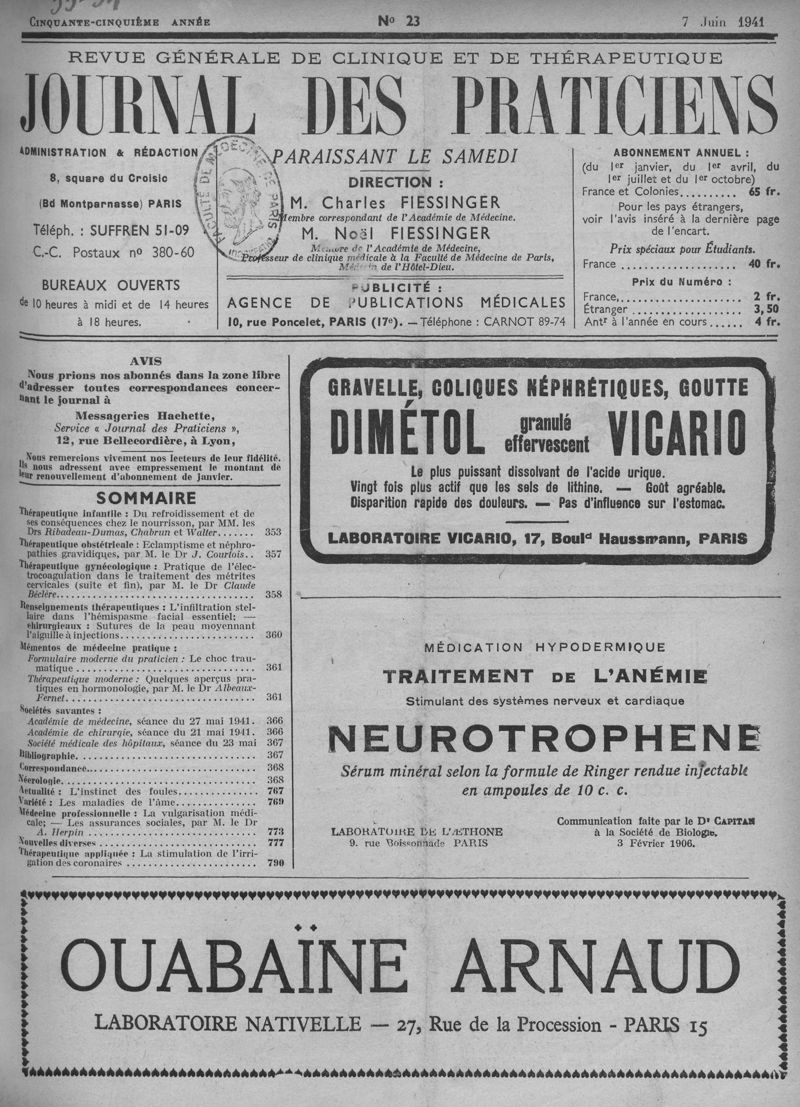 CINQUANTE-CINQUIÈME ANNÉE
N° 23
7 Juin 1941
REVUE GÉNÉRALE DE CLINIQUE ET DE THÉRAPEUTIQUE
JOURNAL DES PRATICIENS
ADMINISTRATION & RÉDACTION
8, square du Croisic
(Bd Montparnasse) PARIS
Téléph. : SUFFREN 51-09
C.-C. Postaux n° 380-60
BUREAUX OUVERTS
de 10 heures à midi et de 14 heures
à 18 heures.
PARAISSANT LE SAMEDI
DIRECTION :
M. Charles FIESSINGER
Membre correspondant de l'Académie de Médecine.
M. Noël FIESSINGER
Membre de l'Académie de Médecine,
Professeur de clinique médicale à la Faculté de Médecine de Paris,
Médecin de l'Hôtel-Dieu.
PUBLICITÉ :
AGENCE DE PUBLICATIONS MÉDICALES
10, rue Poncelet, PARIS (17e). — Téléphone : CARNOT 89-74
ABONNEMENT ANNUEL :
(du 1er janvier, du 1er avril, du
1er juillet et du 1er octobre)
France et Colonies.......... 65 fr.
Pour les pays étrangers,
voir l'avis inséré à la dernière page
de l'encart.
Prix spéciaux pour Étudiants.
France .................. 40 fr.
Prix du Numéro :
France.................... 2 fr.
Étranger .................. 3,50
Antr à l'année en cours...... 4 fr.
AVIS
Nous prions nos abonnés dans la zone libre
d'adresser toutes correspondances concer-
nant le journal à
Messageries Hachette,
Service « Journal des Praticiens »,
12, rue Bellecordière, à Lyon,
Nous remercions vivement nos lecteurs de leur fidélité.
Ils nous adressent avec empressement le montant de
leur renouvellement d'abonnement de janvier.
SOMMAIRE
Thérapeutique infantile : Du refroidissement et de
ses conséquences chez le nourrisson, par MM. les
Drs Ribadeau-Dumas, Chabrun et Walter....... 353
Thérapeutique obstétricale : Eclamptisme et néphro-
pathies gravidiques, par M. le Dr J. Courtois.. 357
Thérapeutique gynécologique : Pratique de l'élec-
trocoagulation dans le traitement des métrites
cervicales (suite et fin), par M. le Dr Claude
Béclère.................................... 358
Renseignements thérapeutiques : L'infiltration stel-
laire dans l'hémispasme facial essentiel; —
chirurgieaux : Sutures de la peau moyennant
l'aiguille à injections........................ 360
Mémentos de médecine pratique :
Formulaire moderne du praticien : Le choc trau-
matique .................................. 361
Thérapeutique moderne : Quelques aperçus pra-
tiques en hormonologie, par M. le Dr Albeaux-
Fernet.................................... 361
Sociétés savantes :
Académie de médecine, séance du 27 mai 1941. 366
Académie de chirurgie, séance du 21 mai 1941. 366
Société médicale des hôpitaux, séance du 23 mai 367
Bibliographie.................................. 367
Correspondance................................ 368
Nécrologie.................................... 368
Actualité : L'instinct des foules................ 767
Variété : Les maladies de l'âme................ 769
Médecine professionnelle : La vulgarisation médi-
cale; — Les assurances sociales, par M. le Dr
A. Herpin ................................ 773
Nouvelles diverses ............................ 777
Thérapeutique appliquée : La stimulation de l'irri-
gation des coronaires ........................ 790
GRAVELLE, COLIQUES NÉPHRÉTIQUES, GOUTTE
DIMÉTOL granulé effervescent VICARIO
Le plus puissant dissolvant de l'acide urique.
Vingt fois plus actif que les sels de lithine. — Goût agréable.
Disparition rapide des douleurs. — Pas d'influence sur l'estomac.
LABORATOIRE VICARIO, 17, Bould Haussmann, PARIS
MÉDICATION HYPODERMIQUE
TRAITEMENT DE L'ANÉMIE
Stimulant des systèmes nerveux et cardiaque
NEUROTROPHENE
Sérum minéral selon la formule de Ringer rendue injectable
en ampoules de 10 c. c.
LABORATOIRE DE L'ÆTHONE
9, rue Boissonnade PARIS
Communication faite par le Dr CAPITAN
à la Société de Biologie.
3 Février 1906.
OUABAÏNE ARNAUD
LABORATOIRE NATIVELLE — 27, Rue de la Procession - PARIS 15